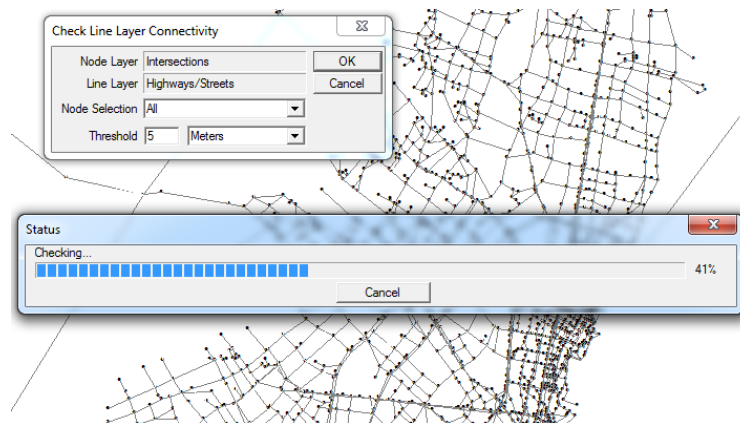 Check Line Layer Connectivity
Node Layer Intersections OK
Line Layer Highways/Streets Cancel
Node Selection All
Threshold 5 Meters
Status
Checking...
41%
Cancel